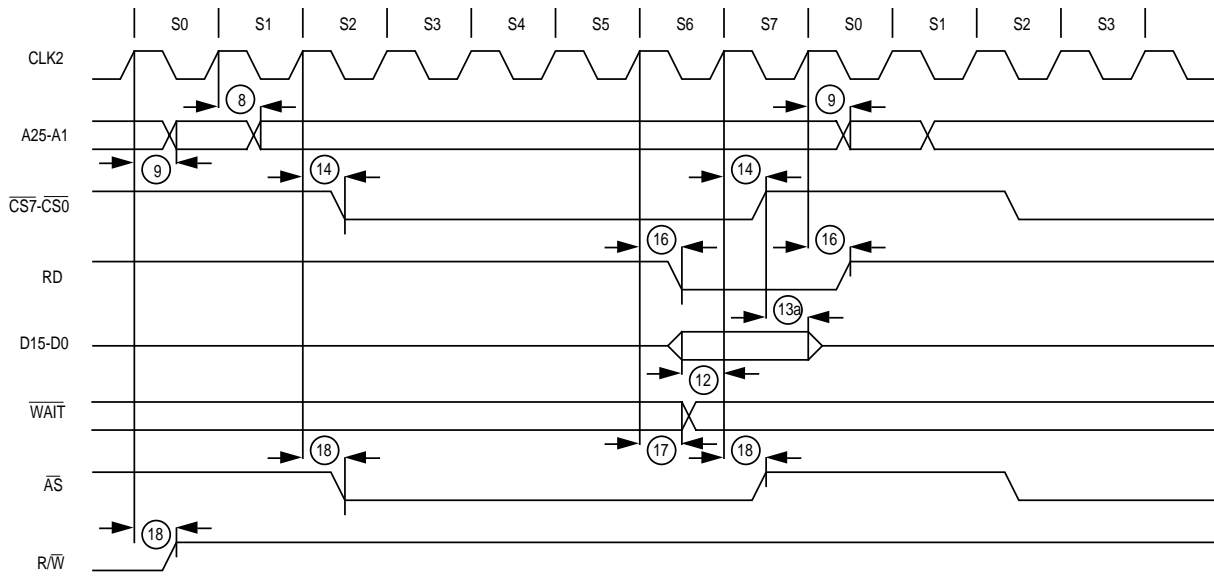 S0 S1 S2 S3 S4 S5 S6 S7 S0 S1 S2 S3
CLK2
8 9
A25-A1
9 14 14
CS7-CS0
16 16
RD
13a
D15-D0
12
WAIT
18 17 18
AS
18
R/W